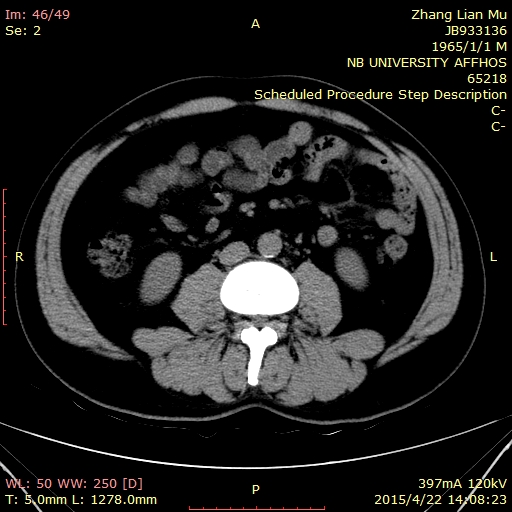 Im: 46/49
Se: 2
A
Zhang Lian Mu
JB933136
1965/1/1 M
NB UNIVERSITY AFFHOS
65218
Scheduled Procedure Step Description
C-
C-
R
L
WL: 50 WW: 250 [D]
T: 5.0mm L: 1278.0mm
P
397mA 120kV
2015/4/22 14:08:23